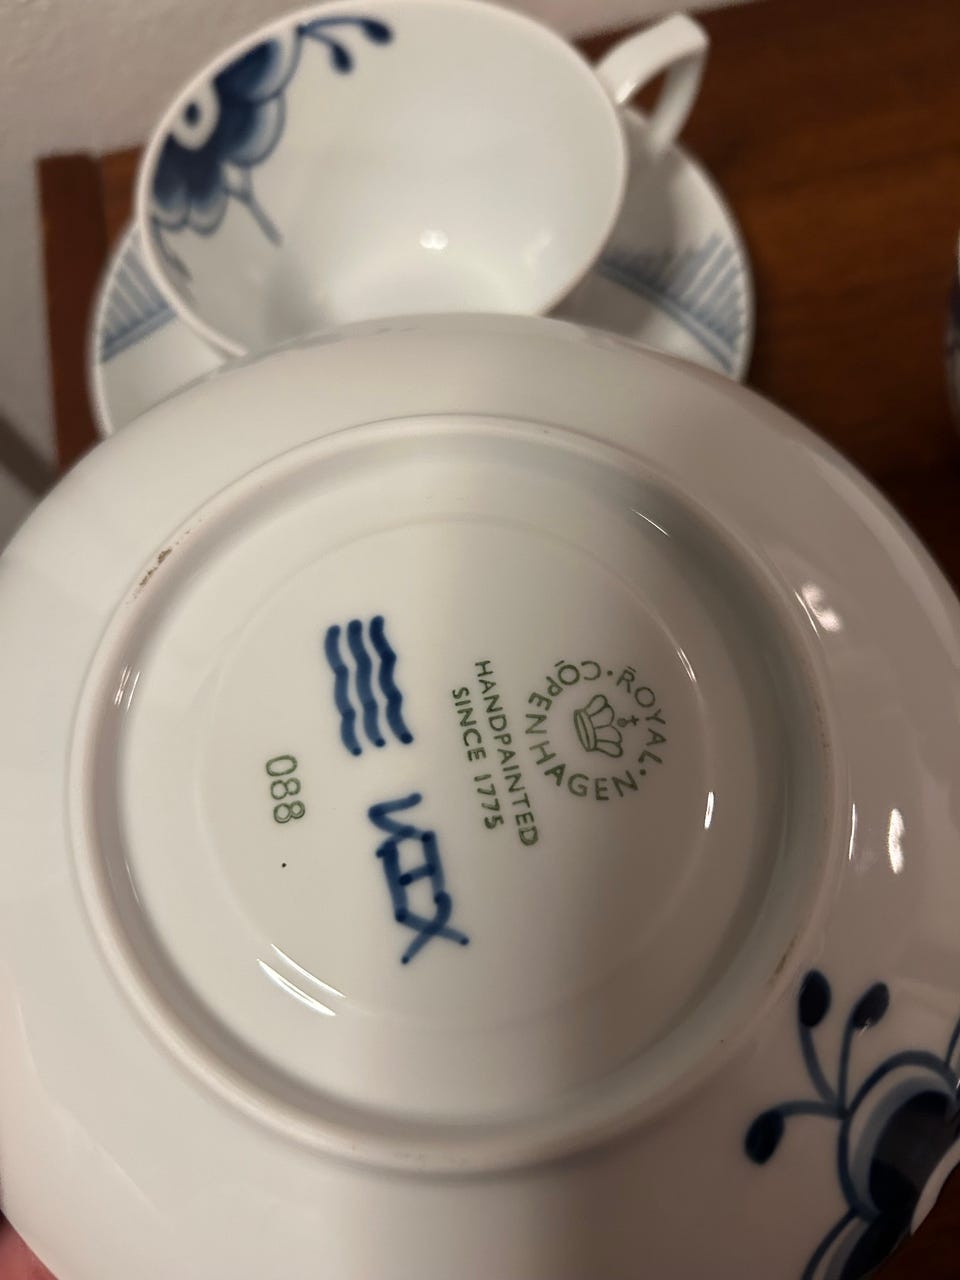 ROYAL
COPENHAGEN
HANDPAINTED
SINCE 1775
088